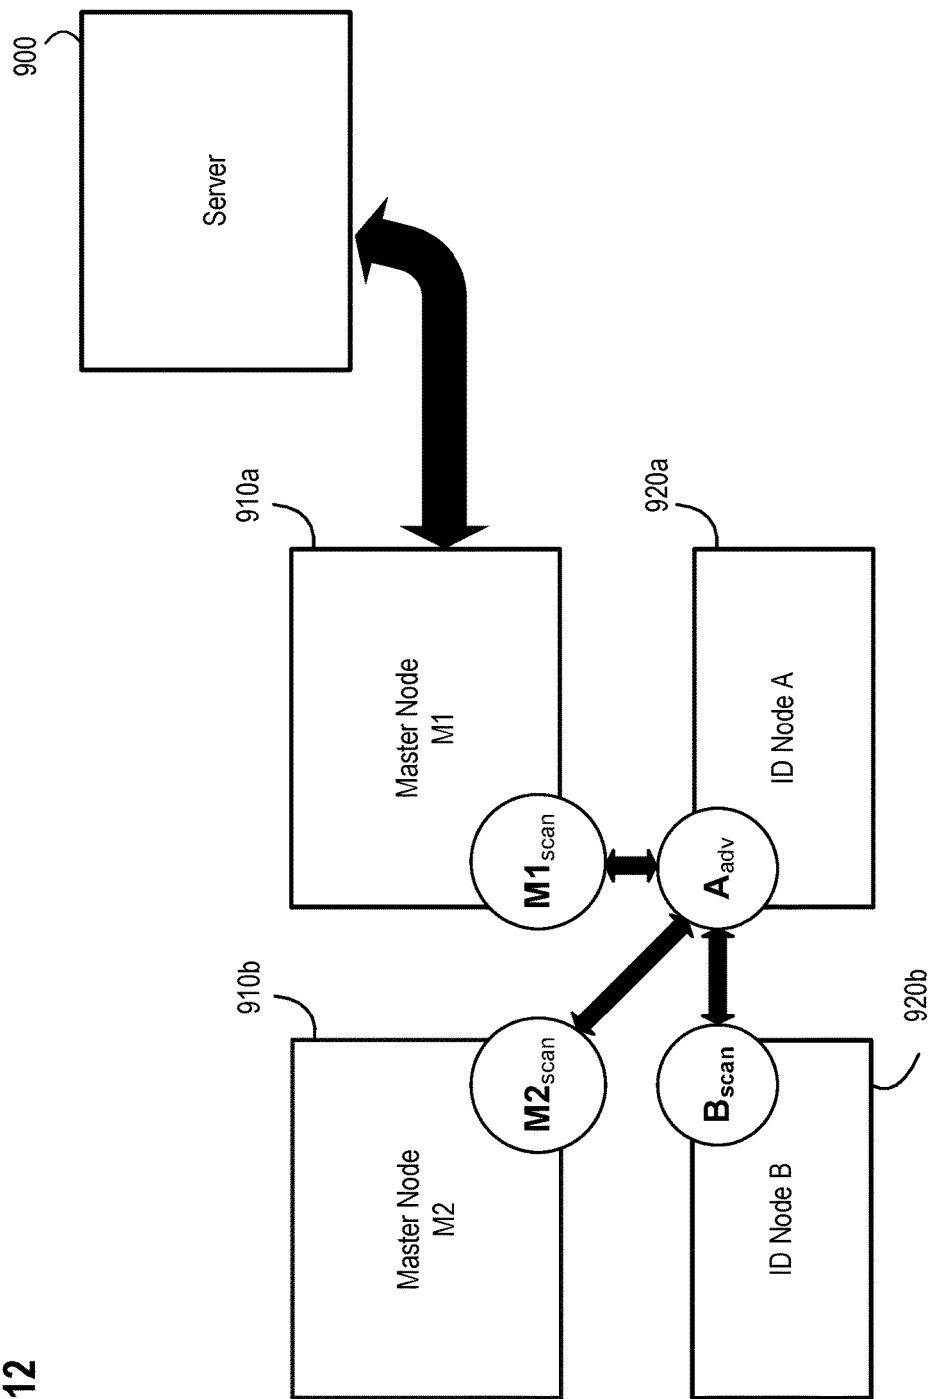 12
900
Server
910a
Master Node
M1
M1scan
910b
Master Node
M2
M2scan
920a
ID Node A
Aadv
920b
ID Node B
Bscan